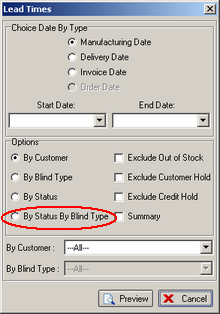 Lead Times
Choice Date By Type
Manufacturing Date
Delivery Date
Invoice Date
Order Date
Start Date: End Date:
Options
By Customer Exclude Out of Stock
By Blind Type Exclude Customer Hold
By Status Exclude Credit Hold
By Status By Blind Type Summary
By Customer : ---All---
By Blind Type : ---All---
Preview Cancel